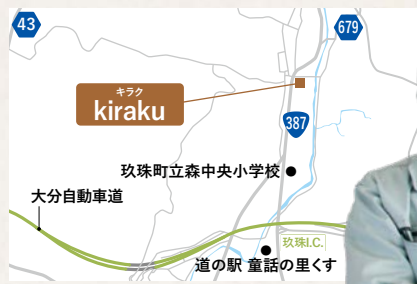 43
679
キラク
kiraku
387
玖珠町立森中央小学校
大分自動車道
玖珠I.C.
道の駅 童話の里くす